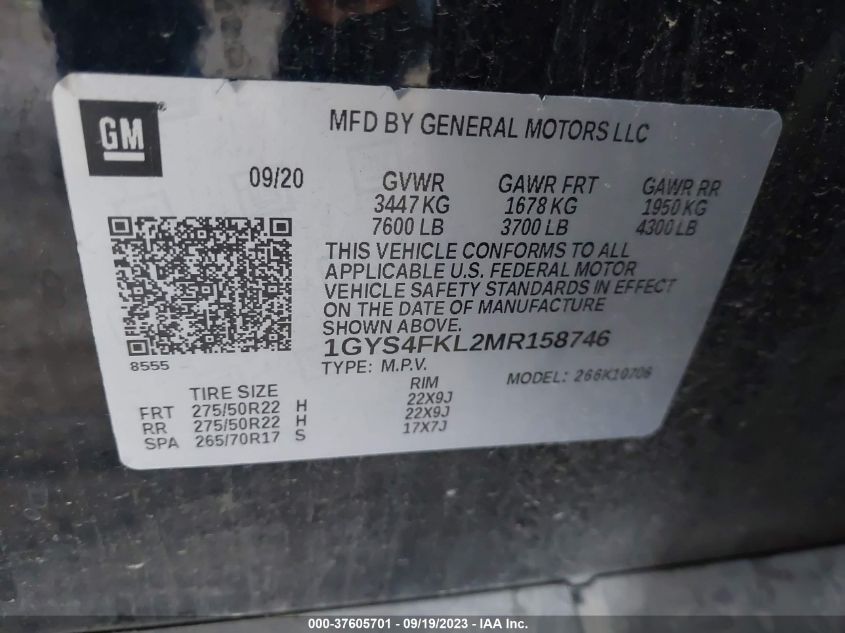 GM
MFD BY GENERAL MOTORS LLC
09/20 GVWR GAWR FRT GAWR RR
3447 KG 1678 KG 1950 KG
7600 LB 3700 LB 4300 LB
THIS VEHICLE CONFORMS TO ALL
APPLICABLE U.S. FEDERAL MOTOR
VEHICLE SAFETY STANDARDS IN EFFECT
ON THE DATE OF MANUFACTURE
SHOWN ABOVE.
1GYS4FKL2MR158746
8555 TYPE: M.P.V. MODEL:
TIRE SIZE RIM
FRT 275/50R22 H 22X9J
RR 275/50R22 H 22X9J
SPA 265/70R17 S 17X7J
000-37605701 - 09/19/2023 - IAA Inc.